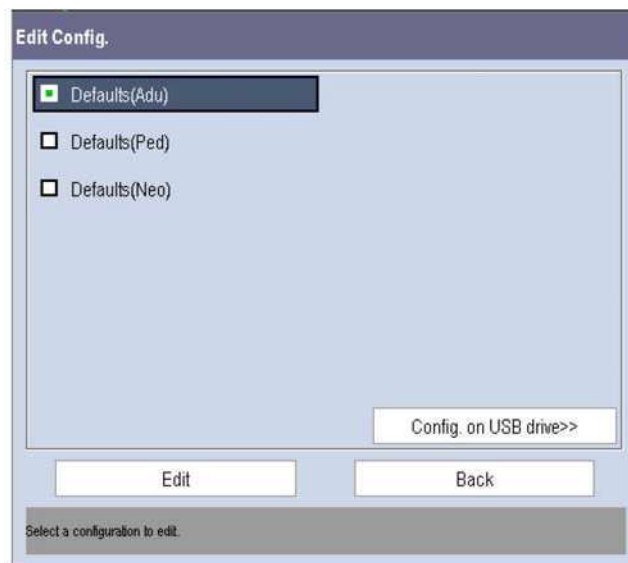 Edit Config.
Defaults(Adu)
Defaults(Ped)
Defaults(Neo)
Config. on USB drive>>
Edit
Back
Select a configuration to edit.